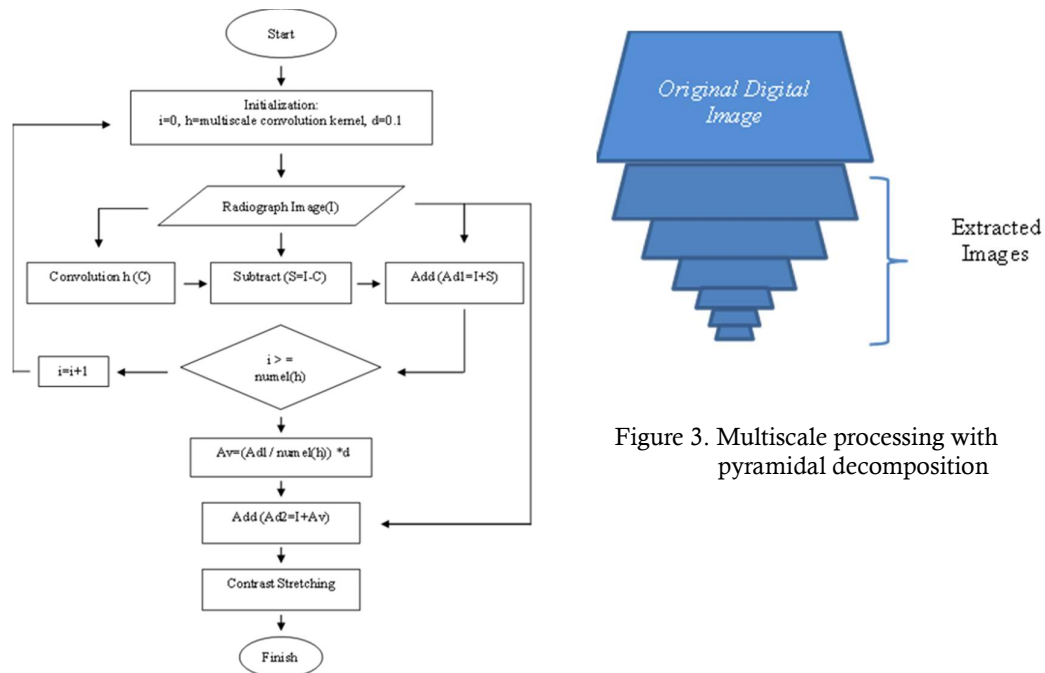 Start
Initialization:
i=0, h=multiscale convolution kernel, d=0.1
Radiograph Image(I)
Convolution h (C)
Subtract (S=I-C)
Add (Ad1=I+S)
i > =
numel(h)
i=i+1
Av=(Ad1 / numel(h)) *d
Add (Ad2=I+Av)
Contrast Stretching
Finish
Original Digital
Image
Extracted
Images
Figure 3. Multiscale processing with
pyramidal decomposition